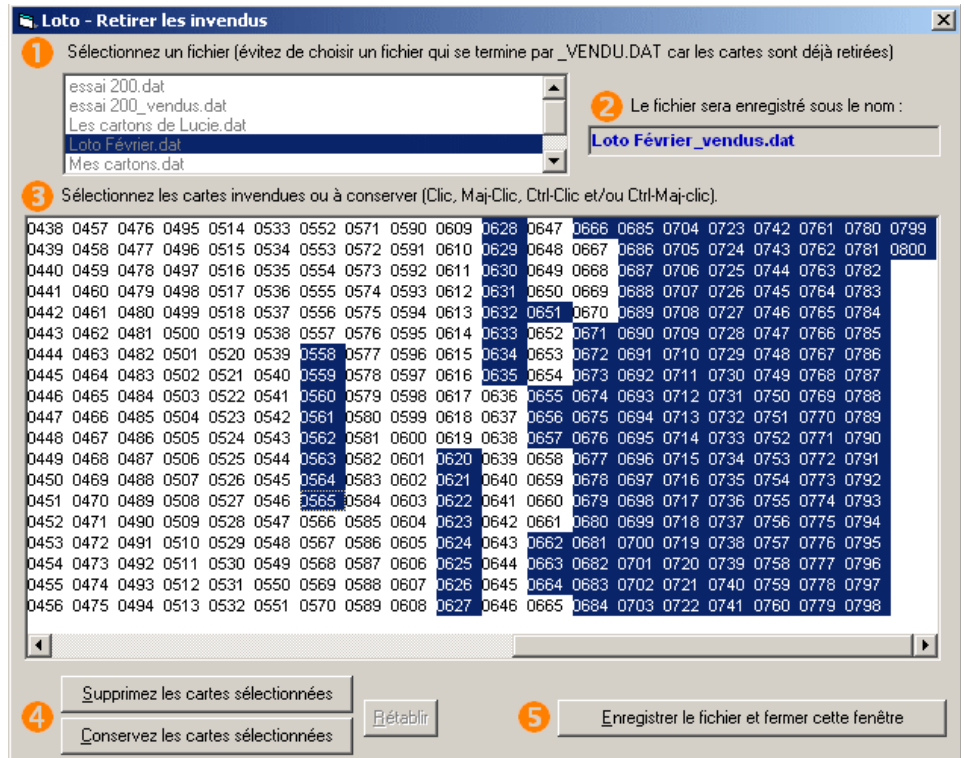 Loto - Retirer les invendus
1 Sélectionnez un fichier (évitez de choisir un fichier qui se termine par _VENDU.DAT car les cartes sont déjà retirées)
essai 200.dat
essai 200_vendus.dat
Les cartons de Lucie.dat
Loto Février.dat
Mes cartons.dat
2 Le fichier sera enregistré sous le nom :
Loto Février_vendus.dat
3 Sélectionnez les cartes invendues ou à conserver (Clic, Maj-Clic, Ctrl-Clic et/ou Ctrl-Maj-clic).
0438 0457 0476 0495 0514 0533 0552 0571 0590 0609 0628 0647 0666 0685 0704 0723 0742 0761 0780 0799
0439 0458 0477 0496 0515 0534 0553 0572 0591 0610 0629 0648 0667 0686 0705 0724 0743 0762 0781 0800
0440 0459 0478 0497 0516 0535 0554 0573 0592 0611 0630 0649 0668 0687 0706 0725 0744 0763 0782
0441 0460 0479 0498 0517 0536 0555 0574 0593 0612 0631 0650 0669 0688 0707 0726 0745 0764 0783
0442 0461 0480 0499 0518 0537 0556 0575 0594 0613 0632 0651 0670 0689 0708 0727 0746 0765 0784
0443 0462 0481 0500 0519 0538 0557 0576 0595 0614 0633 0652 0671 0690 0709 0728 0747 0766 0785
0444 0463 0482 0501 0520 0539 0558 0577 0596 0615 0634 0653 0672 0691 0710 0729 0748 0767 0786
0445 0464 0483 0502 0521 0540 0559 0578 0597 0616 0635 0654 0673 0692 0711 0730 0749 0768 0787
0446 0465 0484 0503 0522 0541 0560 0579 0598 0617 0636 0655 0674 0693 0712 0731 0750 0769 0788
0447 0466 0485 0504 0523 0542 0561 0580 0599 0618 0637 0656 0675 0694 0713 0732 0751 0770 0789
0448 0467 0486 0505 0524 0543 0562 0581 0600 0619 0638 0657 0676 0695 0714 0733 0752 0771 0790
0449 0468 0487 0506 0525 0544 0563 0582 0601 0620 0639 0658 0677 0696 0715 0734 0753 0772 0791
0450 0469 0488 0507 0526 0545 0564 0583 0602 0621 0640 0659 0678 0697 0716 0735 0754 0773 0792
0451 0470 0489 0508 0527 0546 0565 0584 0603 0622 0641 0660 0679 0698 0717 0736 0755 0774 0793
0452 0471 0490 0509 0528 0547 0566 0585 0604 0623 0642 0661 0680 0699 0718 0737 0756 0775 0794
0453 0472 0491 0510 0529 0548 0567 0586 0605 0624 0643 0662 0681 0700 0719 0738 0757 0776 0795
0454 0473 0492 0511 0530 0549 0568 0587 0606 0625 0644 0663 0682 0701 0720 0739 0758 0777 0796
0455 0474 0493 0512 0531 0550 0569 0588 0607 0626 0645 0664 0683 0702 0721 0740 0759 0778 0797
0456 0475 0494 0513 0532 0551 0570 0589 0608 0627 0646 0665 0684 0703 0722 0741 0760 0779 0798
4 Supprimez les cartes sélectionnées
Conservez les cartes sélectionnées
Rétablir
5 Enregistrer le fichier et fermer cette fenêtre